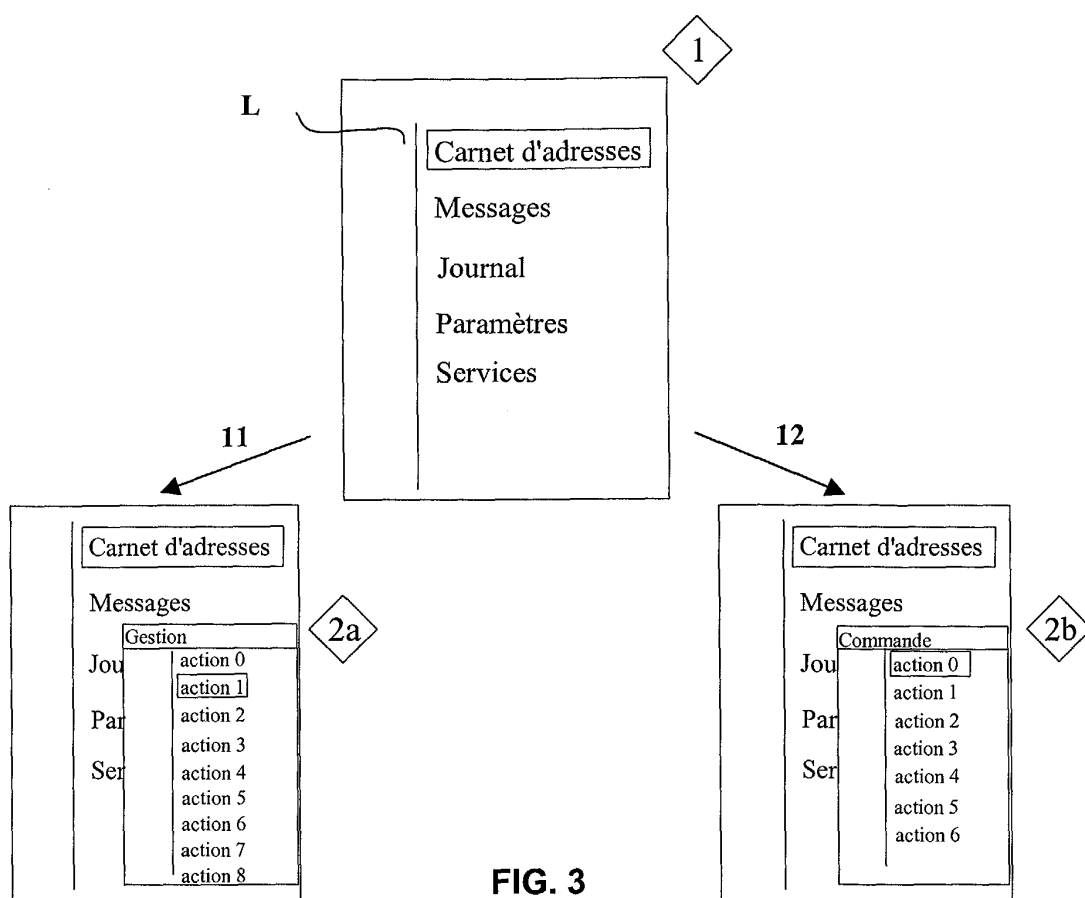 1
L
Carnet d'adresses
Messages
Journal
Paramètres
Services
11
12
Carnet d'adresses
Messages
Jou
Par
Ser
2a
Gestion
action 0
action 1
action 2
action 3
action 4
action 5
action 6
action 7
action 8
Carnet d'adresses
Messages
Jou
Par
Ser
2b
Commande
action 0
action 1
action 2
action 3
action 4
action 5
action 6
FIG. 3